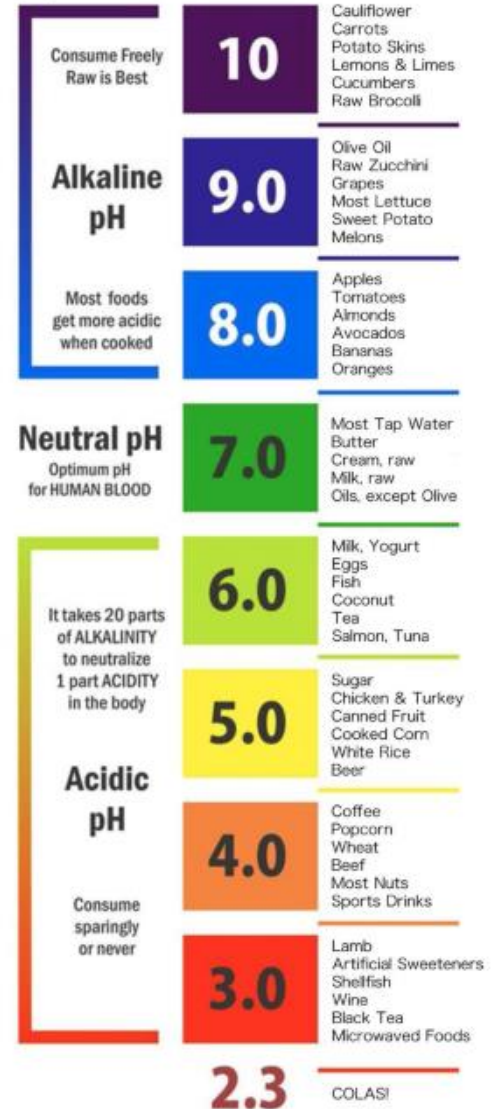 Consume Freely
Raw is Best
10
Cauliflower
Carrots
Potato Skins
Lemons & Limes
Cucumbers
Raw Brocolli
Alkaline
pH
9.0
Olive Oil
Raw Zucchini
Grapes
Most Lettuce
Sweet Potato
Melons
Most foods
get more acidic
when cooked
8.0
Apples
Tomatoes
Almonds
Avocados
Bananas
Oranges
Neutral pH
Optimum pH
for HUMAN BLOOD
7.0
Most Tap Water
Butter
Cream, raw
Milk, raw
Oils, except Olive
It takes 20 parts
of ALKALINITY
to neutralize
1 part ACIDITY
in the body
6.0
Milk, Yogurt
Eggs
Fish
Coconut
Tea
Salmon, Tuna
5.0
Sugar
Chicken & Turkey
Canned Fruit
Cooked Corn
White Rice
Beer
Acidic
pH
4.0
Coffee
Popcorn
Wheat
Beef
Most Nuts
Sports Drinks
Consume
sparingly
or never
3.0
Lamb
Artificial Sweeteners
Shellfish
Wine
Black Tea
Microwaved Foods
2.3
COLAS!